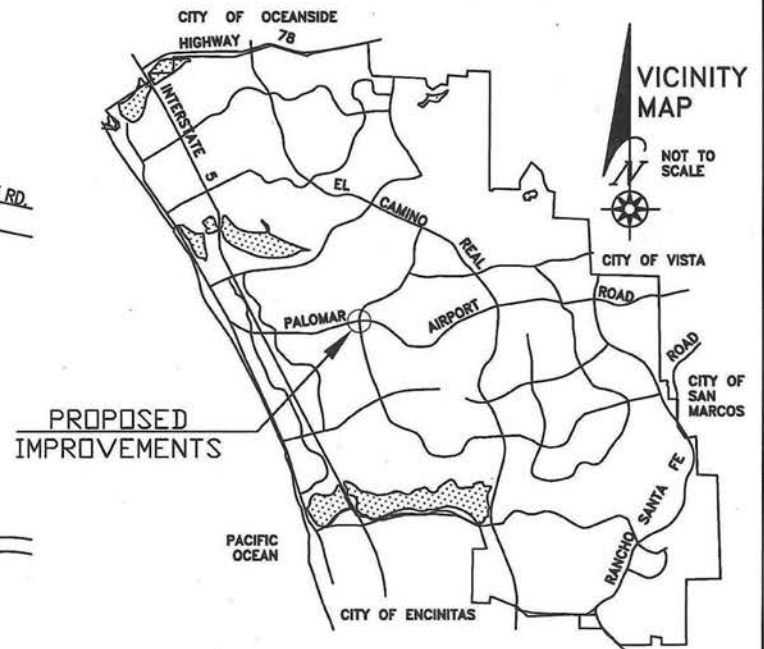 CITY OF OCEANSIDE
HIGHWAY 78
INTERSTATE 5
VICINITY
MAP
N
NOT TO
SCALE
RD.
EL CAMINO REAL
CITY OF VISTA
PALOMAR AIRPORT ROAD
ROAD
CITY OF
SAN
MARCOS
PROPOSED
IMPROVEMENTS
RANCHO SANTA FE
PACIFIC
OCEAN
CITY OF ENCINITAS